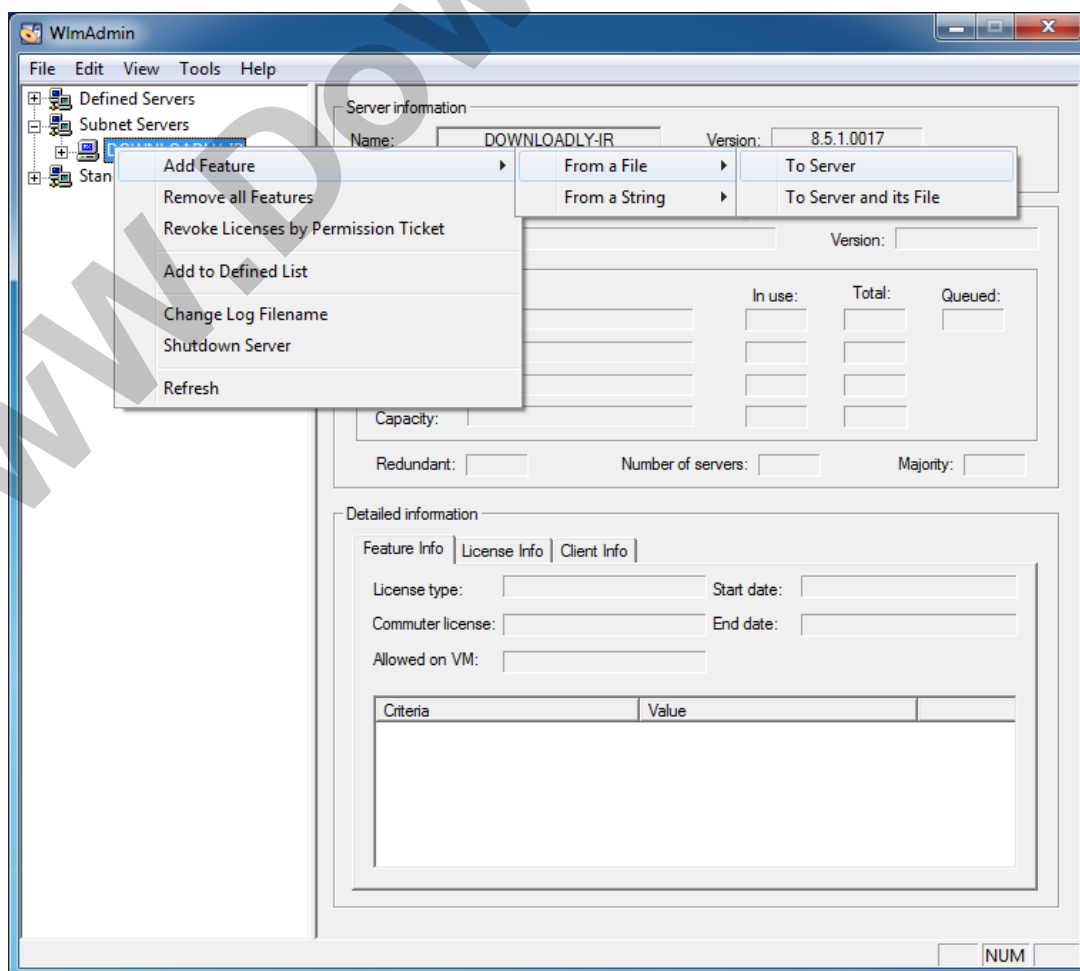 WlmAdmin
File Edit View Tools Help
Defined Servers
Subnet Servers
DOWNLOADLY-IR
Stan
Add Feature
Remove all Features
Revoke Licenses by Permission Ticket
Add to Defined List
Change Log Filename
Shutdown Server
Refresh
From a File
From a String
To Server
To Server and its File
Server information
Name: DOWNLOADLY-IR Version: 8.5.1.0017
Version:
In use: Total: Queued:
Capacity:
Redundant: Number of servers: Majority:
Detailed information
Feature Info License Info Client Info
License type: Start date:
Commuter license: End date:
Allowed on VM:
Criteria Value
NUM